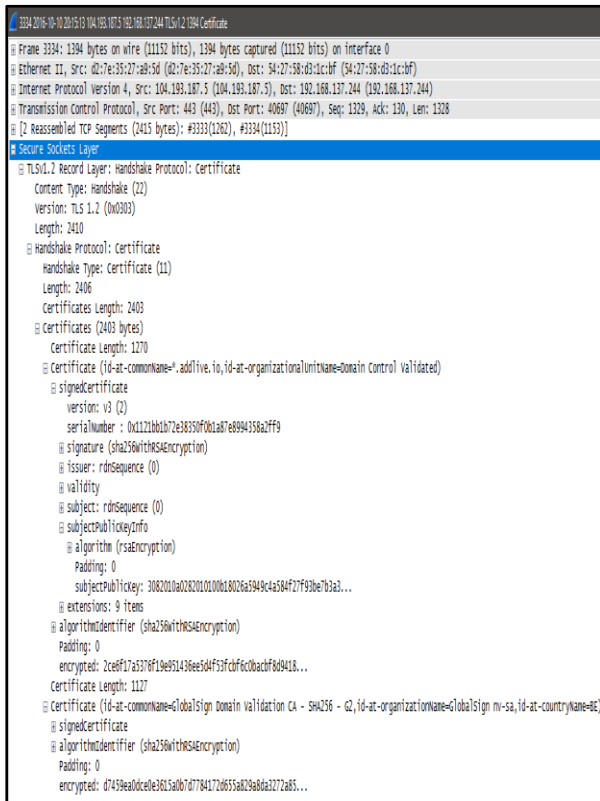 3334 2016-10-10 20:15:13 104.193.187.5 192.168.137.244 TLSv1.2 1394 Certificate
Frame 3334: 1394 bytes on wire (11152 bits), 1394 bytes captured (11152 bits) on interface 0
Ethernet II, Src: d2:7e:35:27:a9:5d (d2:7e:35:27:a9:5d), Dst: 54:27:58:d3:1c:bf (54:27:58:d3:1c:bf)
Internet Protocol Version 4, Src: 104.193.187.5 (104.193.187.5), Dst: 192.168.137.244 (192.168.137.244)
Transmission Control Protocol, Src Port: 443 (443), Dst Port: 40697 (40697), Seq: 1329, Ack: 130, Len: 1328
[2 Reassembled TCP Segments (2415 bytes): #3333(1262), #3334(1153)]
Secure Sockets Layer
TLSv1.2 Record Layer: Handshake Protocol: Certificate
Content Type: Handshake (22)
Version: TLS 1.2 (0x0303)
Length: 2410
Handshake Protocol: Certificate
Handshake Type: Certificate (11)
Length: 2406
Certificates Length: 2403
Certificates (2403 bytes)
Certificate Length: 1270
Certificate (id-at-commonName=*.addlive.io,id-at-organizationalUnitName=Domain Control Validated)
signedCertificate
version: v3 (2)
serialNumber : 0x1121bb1b72e38350f0b1a87e8994358a2ff9
signature (sha256WithRSAEncryption)
issuer: rdnSequence (0)
validity
subject: rdnSequence (0)
subjectPublicKeyInfo
algorithm (rsaEncryption)
Padding: 0
subjectPublicKey: 3082010a0282010100b18026a5949c4a584f27f93be7b3a3...
extensions: 9 items
algorithmIdentifier (sha256WithRSAEncryption)
Padding: 0
encrypted: 2ce6f17a5376f19e951436ee5d4f53fcbf6c0bacbf8d9418...
Certificate Length: 1127
Certificate (id-at-commonName=GlobalSign Domain Validation CA - SHA256 - G2,id-at-organizationName=GlobalSign nv-sa,id-at-countryName=BE)
signedCertificate
algorithmIdentifier (sha256WithRSAEncryption)
Padding: 0
encrypted: d7459ea0dce0e3615a0b7d7784172d655a829a8da3272a85...